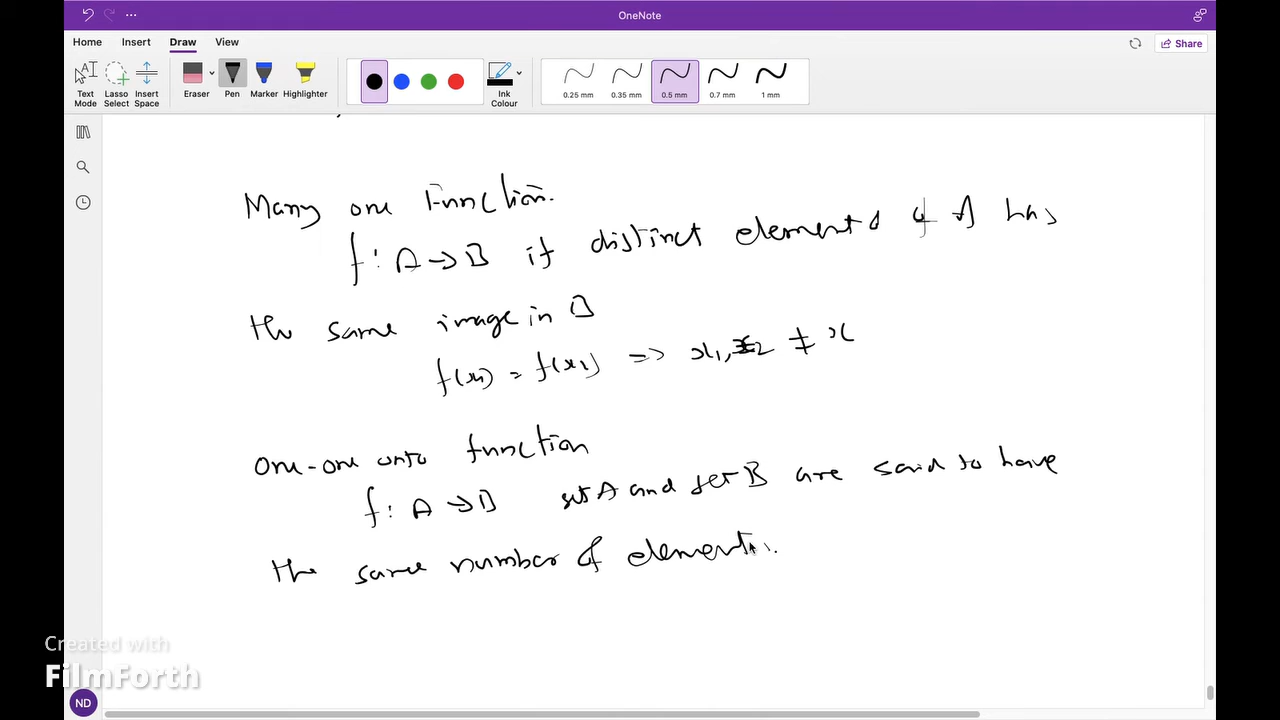 OneNote
Home Insert Draw View Share
Text Mode Lasso Select Insert Space Eraser Pen Marker Highlighter Ink Colour 0.25 mm 0.35 mm 0.5 mm 0.7 mm 1 mm
Many one Function.
f : A → B if distinct elements of A has
the same image in B
f(x1) = f(x2) => x1, x2 ≠ x
one-one onto function
f : A → B set A and set B are said to have
the same number of elements.
Created with
FilmForth
ND